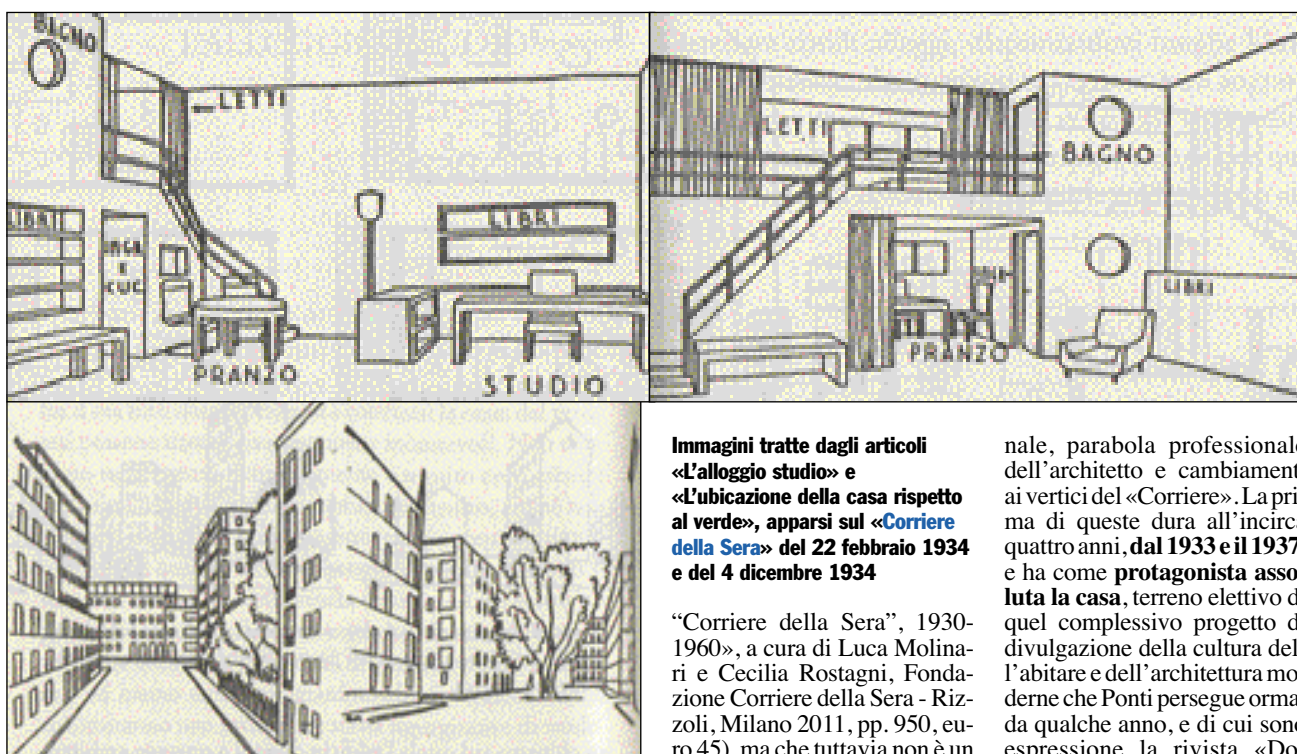 BAGNO
LETTI
LIBRI
LIBRI
CUC
PRANZO
STUDIO
LETTI
BAGNO
LIBRI
PRANZO
Immagini tratte dagli articoli
«L'alloggio studio» e
«L'ubicazione della casa rispetto
al verde», apparsi sul «Corriere
della Sera» del 22 febbraio 1934
e del 4 dicembre 1934
“Corriere della Sera”, 1930-
1960», a cura di Luca Molina-
ri e Cecilia Rostagni, Fonda-
zione Corriere della Sera - Riz-
zoli, Milano 2011, pp. 950, eu-
ro 45), ma che tuttavia non è un
nale, parabola professionale
dell'architetto e cambiament
ai vertici del «Corriere». La pri
ma di queste dura all'incirca
quattro anni, dal 1933 e il 1937
e ha come protagonista asso
luta la casa, terreno elettivo d
quel complessivo progetto d
divulgazione della cultura del
l'abitare e dell'architettura mo
derne che Ponti persegue orma
da qualche anno, e di cui sono
espressione la rivista «Do